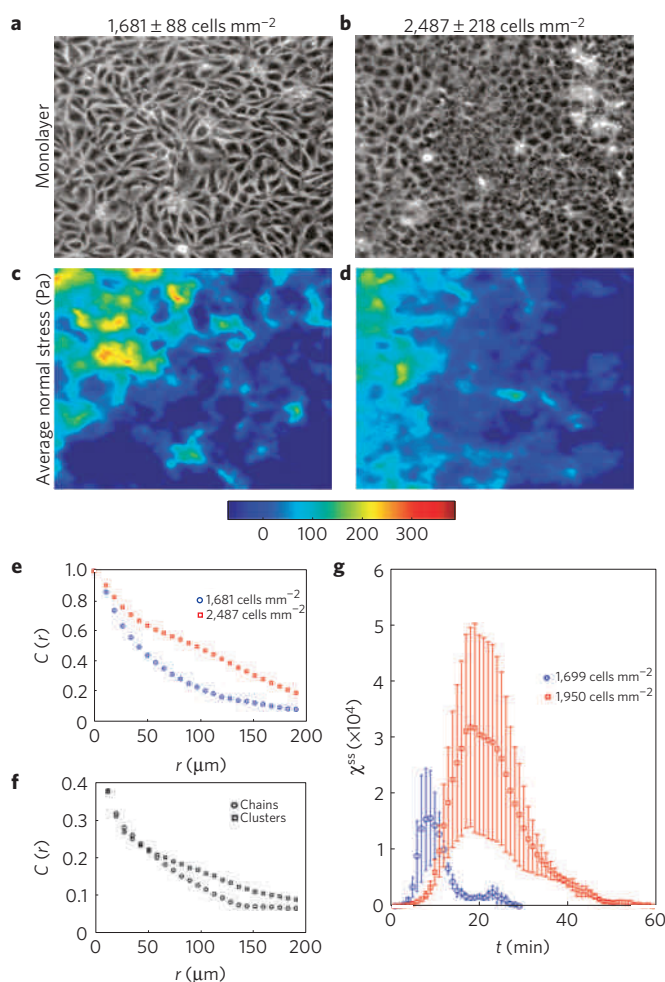 a
1,681 ± 88 cells mm⁻²
b
2,487 ± 218 cells mm⁻²
Monolayer
c
d
Average normal stress (Pa)
0 100 200 300
e
1.0
0.8
0.6
0.4
0.2
0
C (r)
1,681 cells mm⁻²
2,487 cells mm⁻²
0 50 100 150 200
r (μm)
f
0.4
0.3
0.2
0.1
0
C (r)
Chains
Clusters
0 50 100 150 200
r (μm)
g
6
5
4
3
2
1
0
χˢˢ (×10⁴)
1,699 cells mm⁻²
1,950 cells mm⁻²
0 20 40 60
t (min)